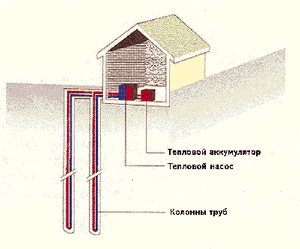 Тепловой аккумулятор
Тепловой насос
Колонны труб